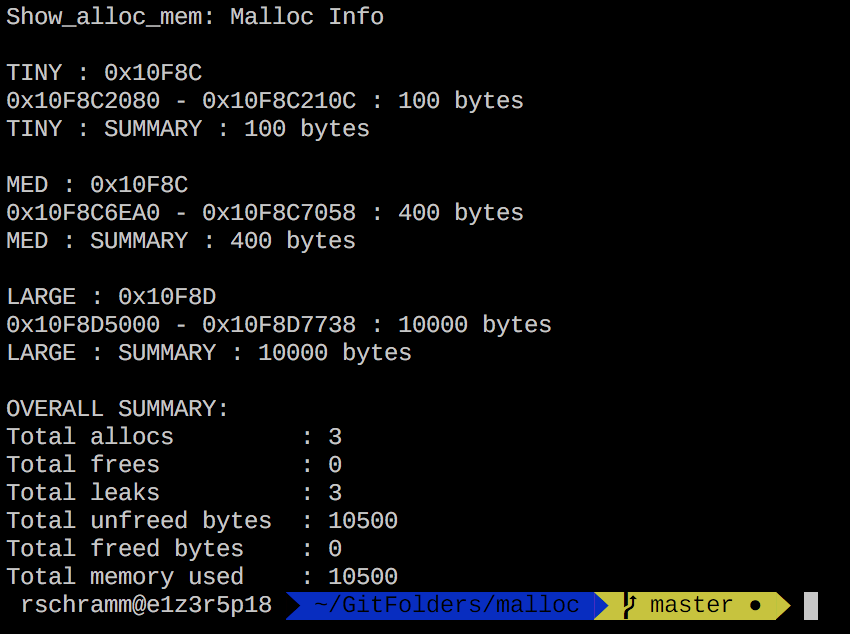 Show_alloc_mem: Malloc Info
TINY : 0x10F8C
0x10F8C2080 - 0x10F8C210C : 100 bytes
TINY : SUMMARY : 100 bytes
MED : 0x10F8C
0x10F8C6EA0 - 0x10F8C7058 : 400 bytes
MED : SUMMARY : 400 bytes
LARGE : 0x10F8D
0x10F8D5000 - 0x10F8D7738 : 10000 bytes
LARGE : SUMMARY : 10000 bytes
OVERALL SUMMARY:
Total allocs : 3
Total frees : 0
Total leaks : 3
Total unfreed bytes : 10500
Total freed bytes : 0
Total memory used : 10500
rschramm@e1z3r5p18 ~/GitFolders/malloc master ●